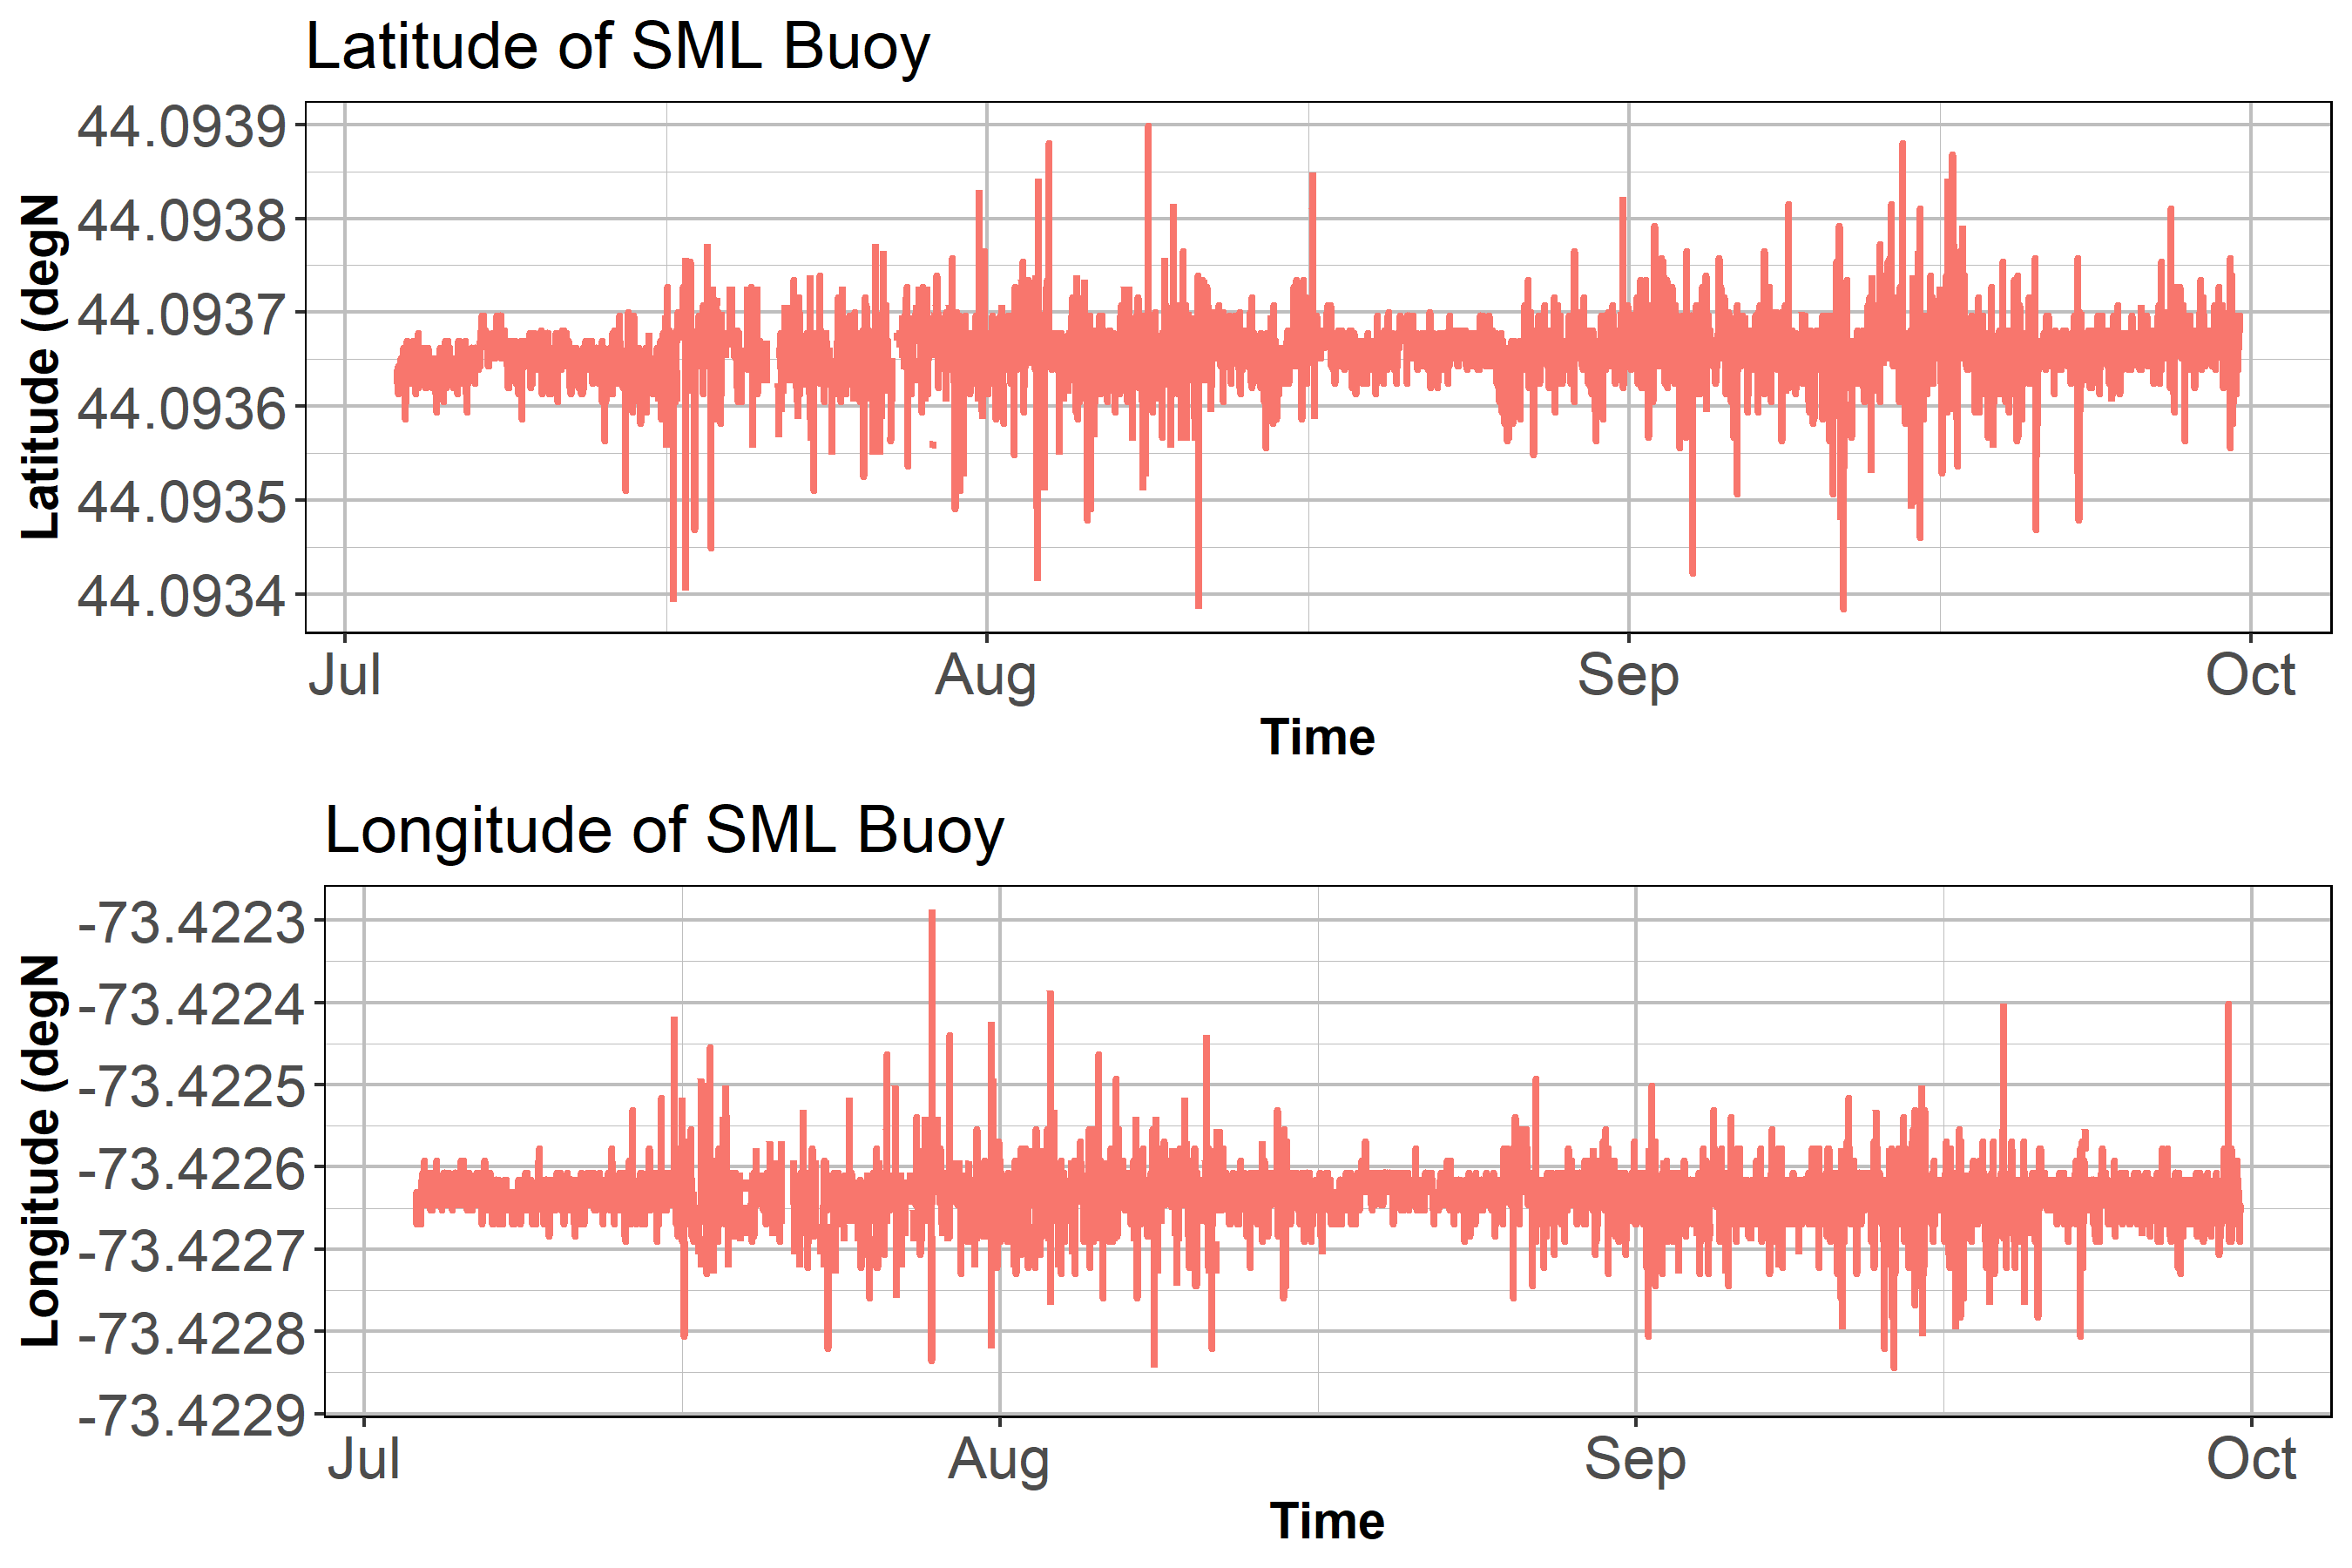 Latitude of SML Buoy
44.0939
44.0938
44.0937
44.0936
44.0935
44.0934
Latitude (degN
Jul Aug Sep Oct
Time
Longitude of SML Buoy
-73.4223
-73.4224
-73.4225
-73.4226
-73.4227
-73.4228
-73.4229
Longitude (degN
Jul Aug Sep Oct
Time